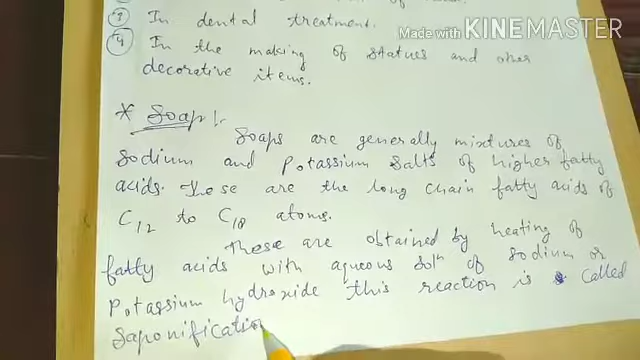 ③ In dental treatment.
Made with KINEMASTER
④ In the making of statues and other
decorative items.
* Soap :-
Soaps are generally mixtures of
sodium and Potassium salts of higher fatty
acids. These are the long chain fatty acids of
C12 to C18 atoms.
These are obtained by heating of
fatty acids with aqueous solⁿ of sodium or
Potassium hydroxide this reaction is called
Saponification